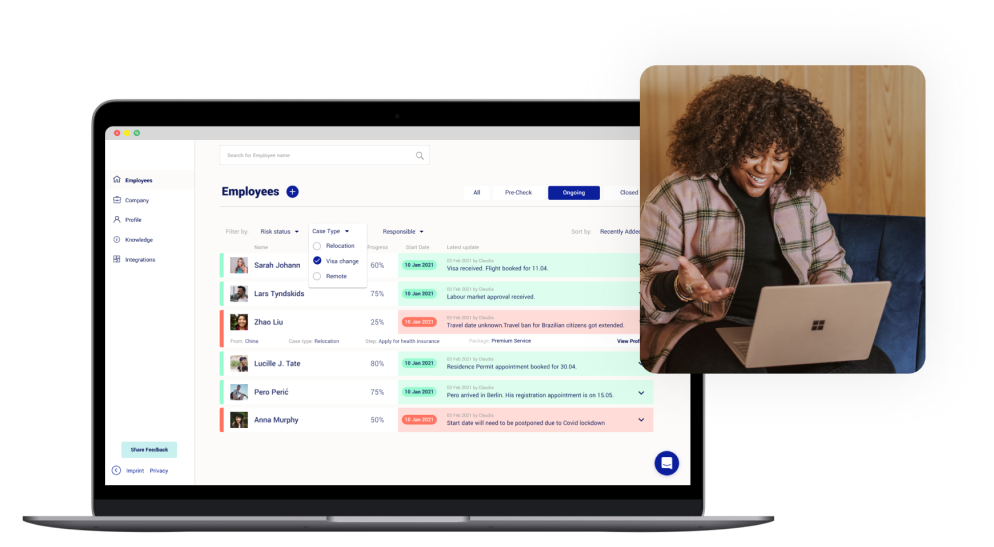 Search for Employee name
Employees
Company
Profile
Knowledge
Integrations
Employees
All Pre-Check Ongoing Closed
Filter by: Risk status Case Type Responsible Sort by: Recently Added
Relocation
Visa change
Remote
Name Progress Start Date Latest update
Sarah Johann 60% 10 Jan 2021
03 Feb 2021 by Claudia
Visa received. Flight booked for 11.04.
Lars Tyndskids 75% 10 Jan 2021
03 Feb 2021 by Claudia
Labour market approval received.
Zhao Liu 25% 10 Jan 2021
03 Feb 2021 by Claudia
Travel date unknown.Travel ban for Brazilian citizens got extended.
From: China Case type: Relocation Step: Apply for health insurance Package: Premium Service View Prof
Lucille J. Tate 80% 10 Jan 2021
03 Feb 2021 by Claudia
Residence Permit appointment booked for 30.04.
Pero Perić 75% 10 Jan 2021
03 Feb 2021 by Claudia
Pero arrived in Berlin. His registration appointment is on 15.05.
Anna Murphy 50% 10 Jan 2021
03 Feb 2021 by Claudia
Start date will need to be postponed due to Covid lockdown
Share Feedback
Imprint Privacy